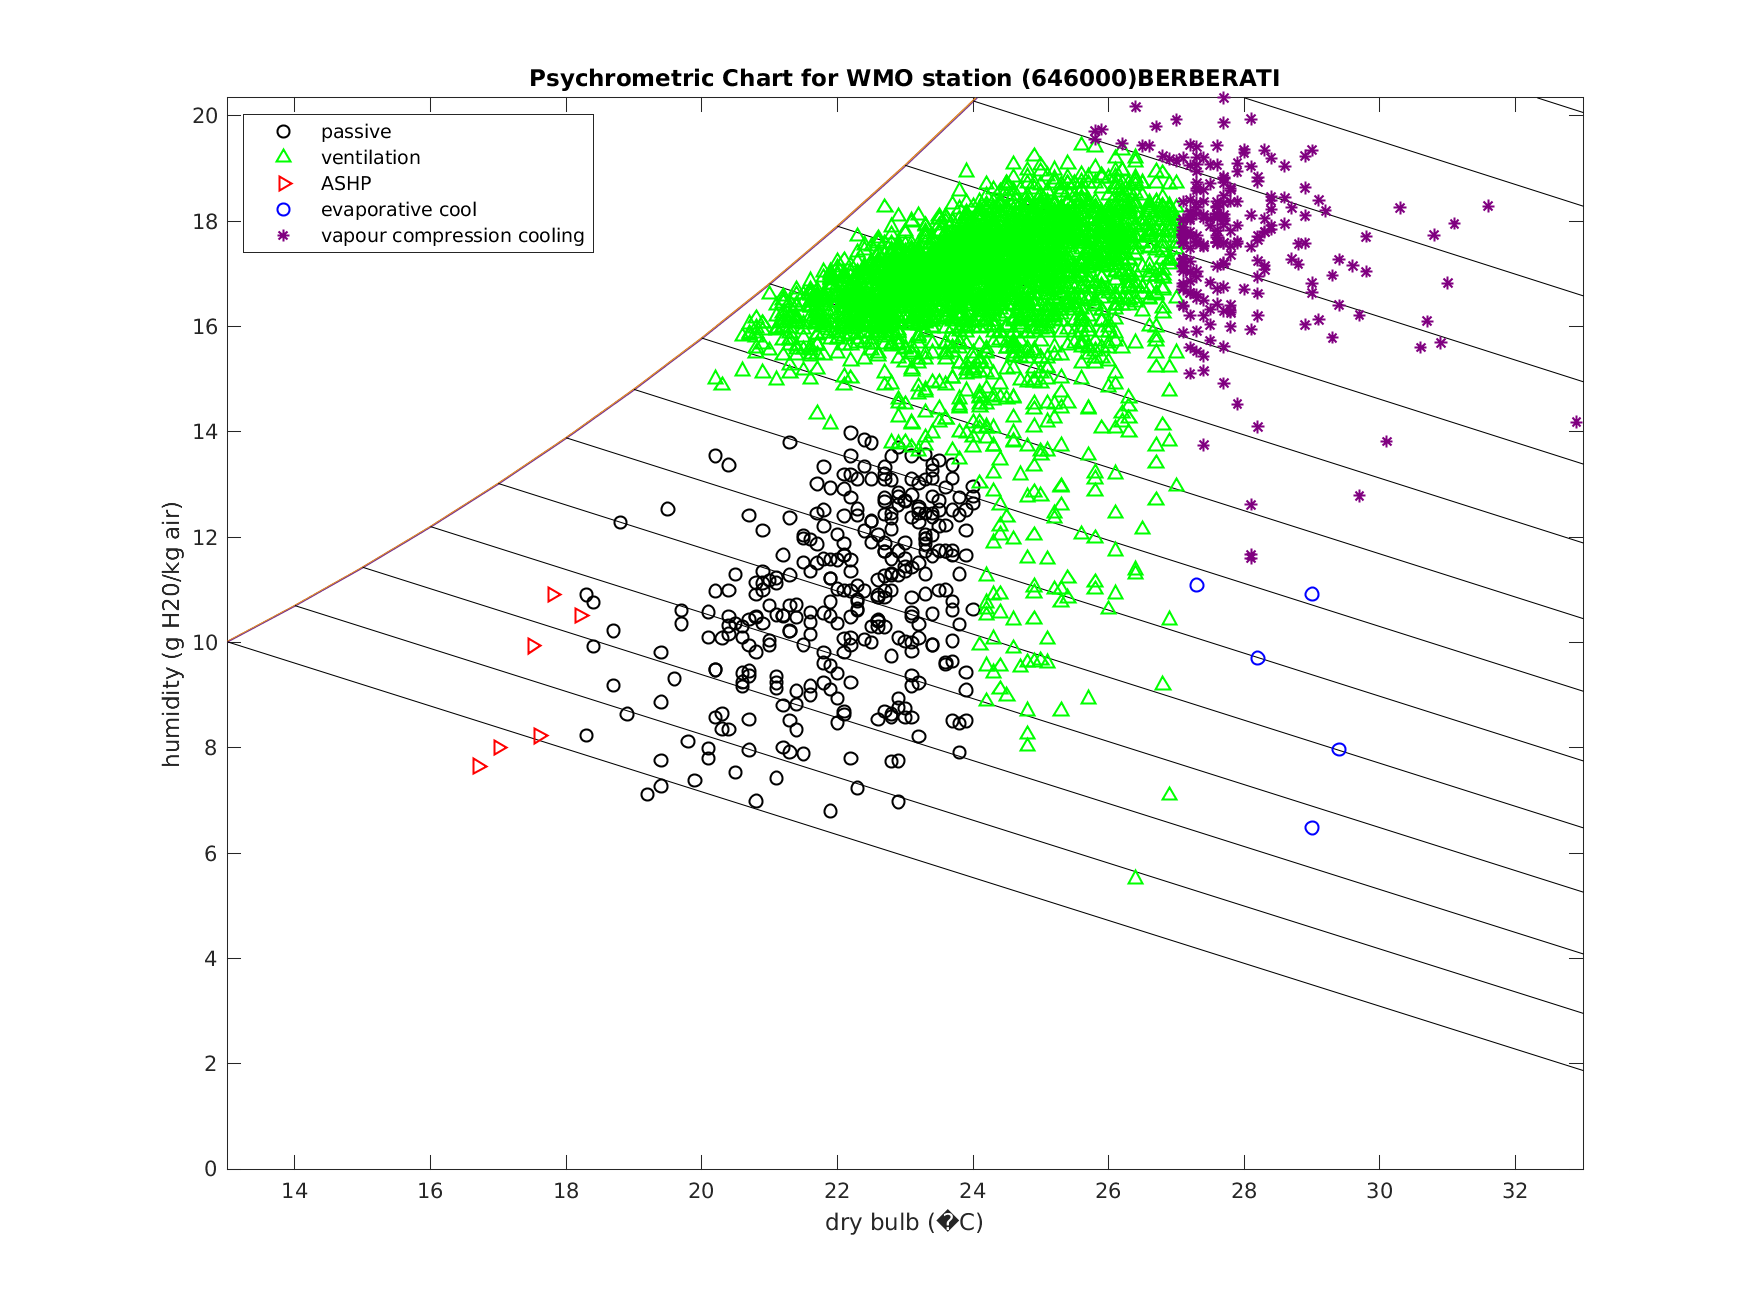 Psychrometric Chart for WMO station (646000)BERBERATI
passive
ventilation
ASHP
evaporative cool
vapour compression cooling
humidity (g H20/kg air)
20
18
16
14
12
10
8
6
4
2
0
14 16 18 20 22 24 26 28 30 32
dry bulb (�C)